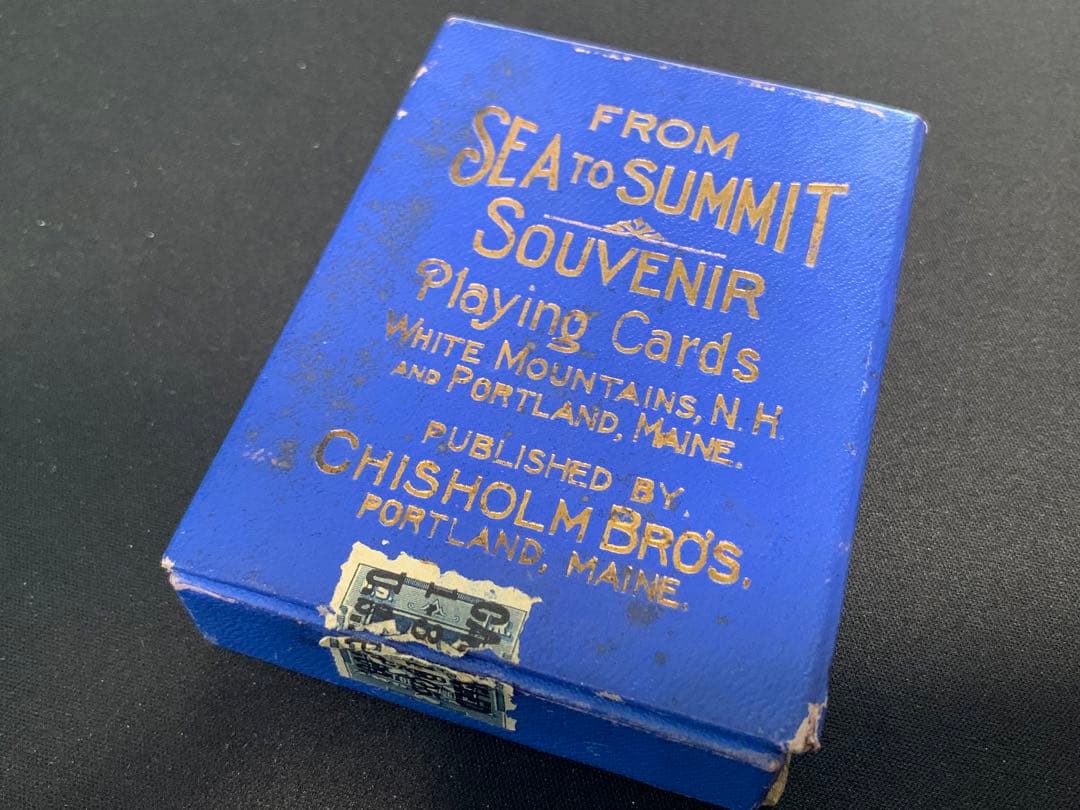 FROM
SEA TO SUMMIT
SOUVENIR
Playing Cards
WHITE MOUNTAINS, N.H.
AND PORTLAND, MAINE.
PUBLISHED BY.
CHISHOLM BRO'S.
PORTLAND, MAINE.